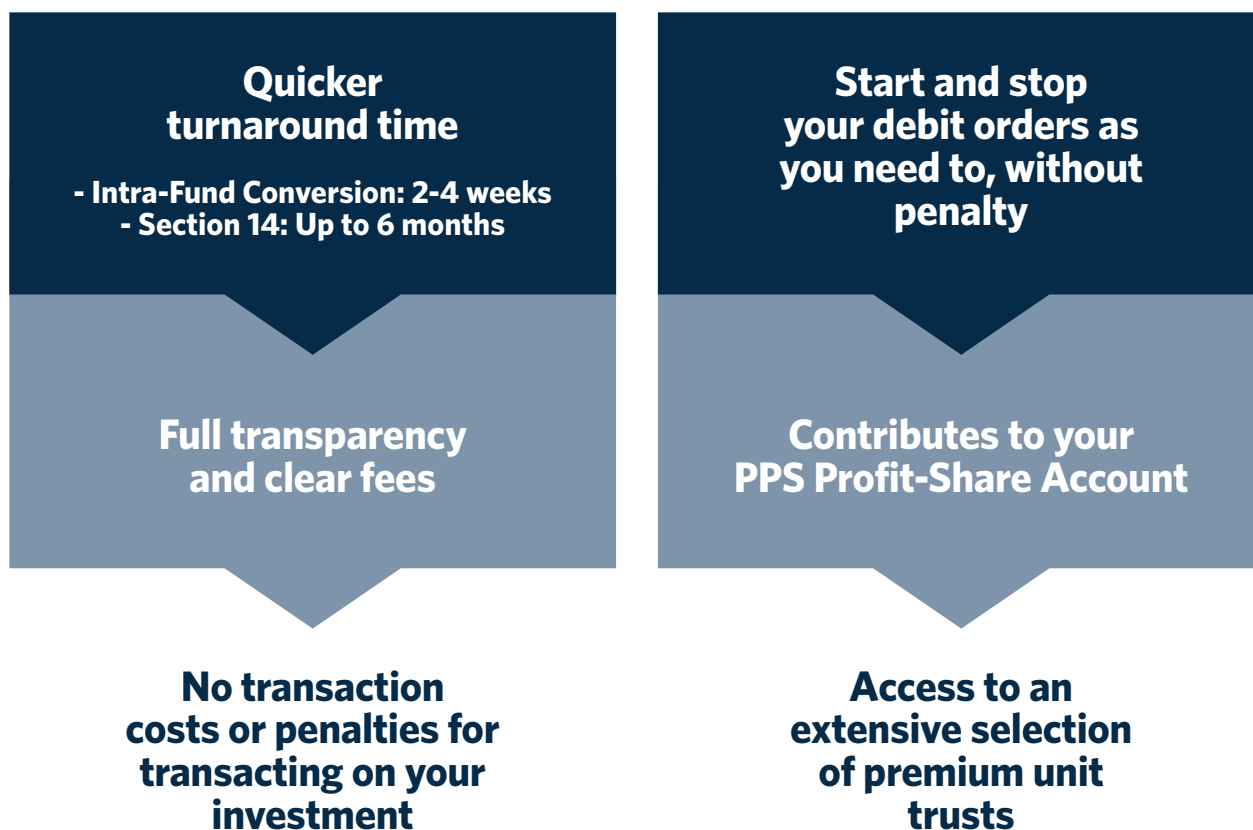 Quicker
turnaround time
- Intra-Fund Conversion: 2-4 weeks
- Section 14: Up to 6 months
Full transparency
and clear fees
No transaction
costs or penalties for
transacting on your
investment
Start and stop
your debit orders as
you need to, without
penalty
Contributes to your
PPS Profit-Share Account
Access to an
extensive selection
of premium unit
trusts